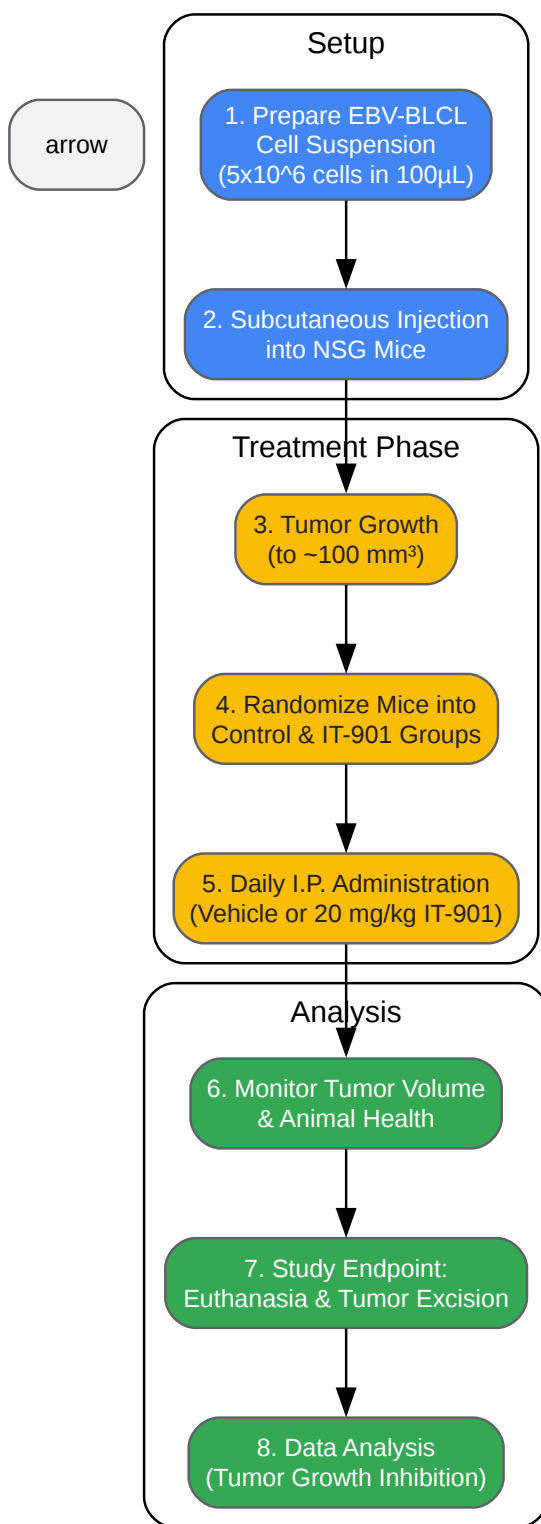 Setup
arrow
1. Prepare EBV-BLCL
Cell Suspension
(5x10^6 cells in 100µL)
2. Subcutaneous Injection
into NSG Mice
Treatment Phase
3. Tumor Growth
(to ~100 mm³)
4. Randomize Mice into
Control & IT-901 Groups
5. Daily I.P. Administration
(Vehicle or 20 mg/kg IT-901)
Analysis
6. Monitor Tumor Volume
& Animal Health
7. Study Endpoint:
Euthanasia & Tumor Excision
8. Data Analysis
(Tumor Growth Inhibition)